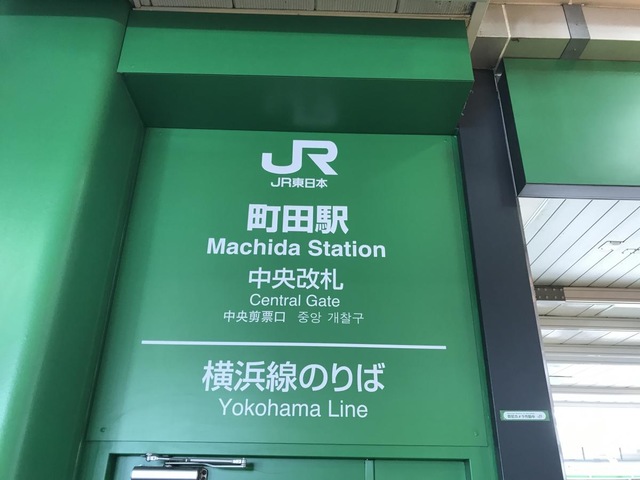 JR
JR東日本
町田駅
Machida Station
中央改札
Central Gate
中央剪票口 중앙 개찰구
横浜線のりば
Yokohama Line